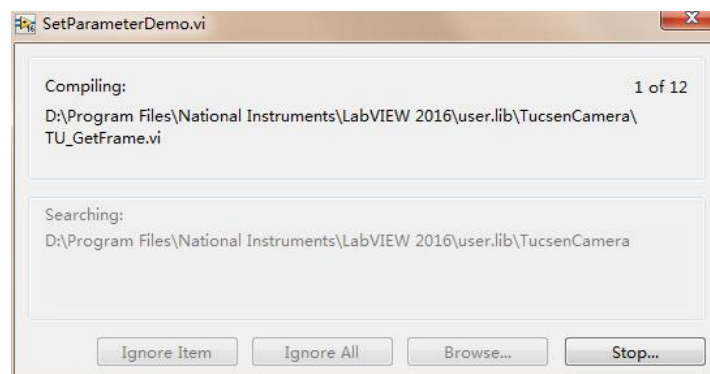 SetParameterDemo.vi
Compiling: 1 of 12
D:\Program Files\National Instruments\LabVIEW 2016\user.lib\TucsenCamera\
TU_GetFrame.vi
Searching:
D:\Program Files\National Instruments\LabVIEW 2016\user.lib\TucsenCamera
Ignore Item Ignore All Browse... Stop...